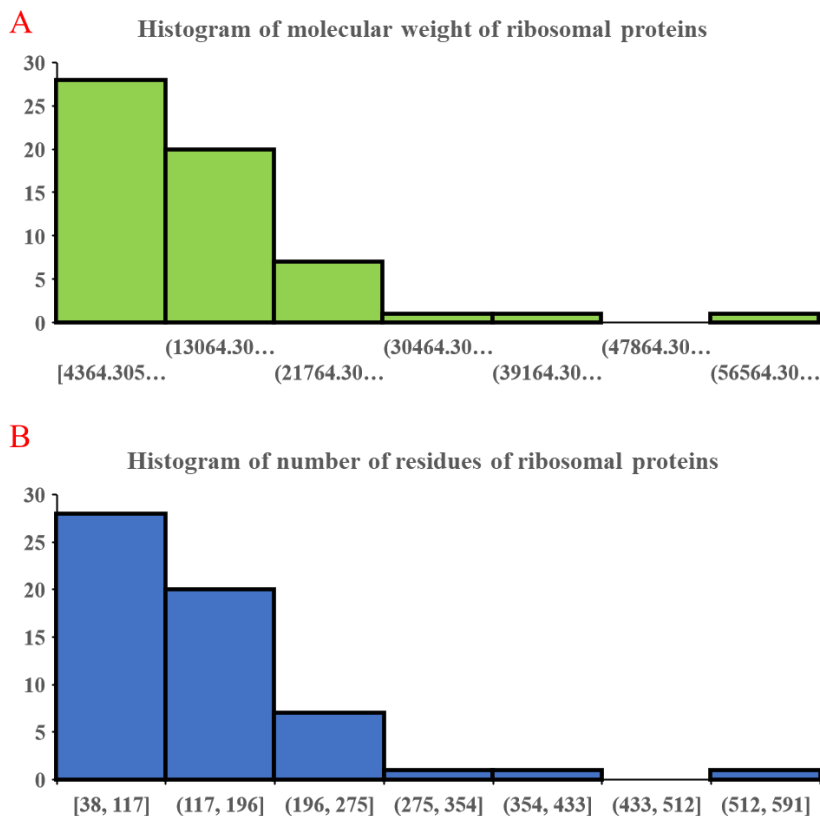 A
Histogram of molecular weight of ribosomal proteins
30
25
20
15
10
5
0
(13064.30… (30464.30… (47864.30…
[4364.305… (21764.30… (39164.30… (56564.30…
B
Histogram of number of residues of ribosomal proteins
30
25
20
15
10
5
0
[38, 117] (117, 196] (196, 275] (275, 354] (354, 433] (433, 512] (512, 591]